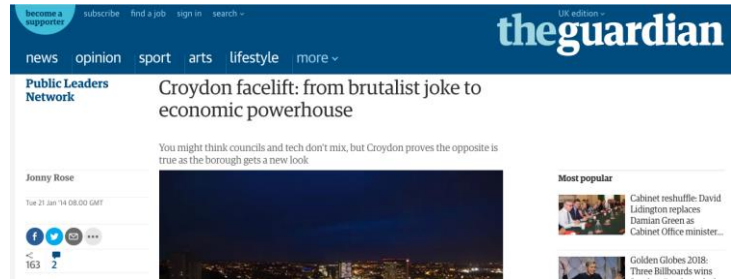 become a
supporter
subscribe find a job sign in search
UK edition
theguardian
news opinion sport arts lifestyle more
Public Leaders
Network
Croydon facelift: from brutalist joke to
economic powerhouse
You might think councils and tech don't mix, but Croydon proves the opposite is
true as the borough gets a new look
Jonny Rose
Tue 21 Jan '14 08.00 GMT
163 2
Most popular
Cabinet reshuffle: David
Lidington replaces
Damian Green as
Cabinet Office minister...
Golden Globes 2018:
Three Billboards wins